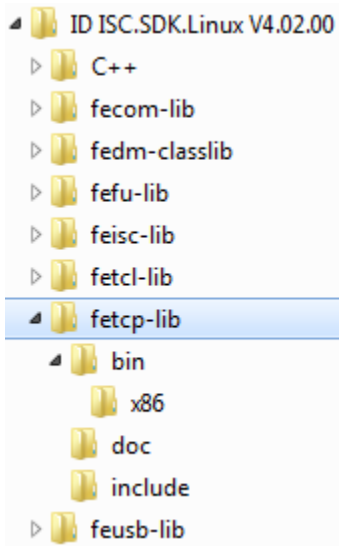 ID ISC.SDK.Linux V4.02.00
C++
fecom-lib
fedm-classlib
fefu-lib
feisc-lib
fetcl-lib
fetcp-lib
bin
x86
doc
include
feusb-lib